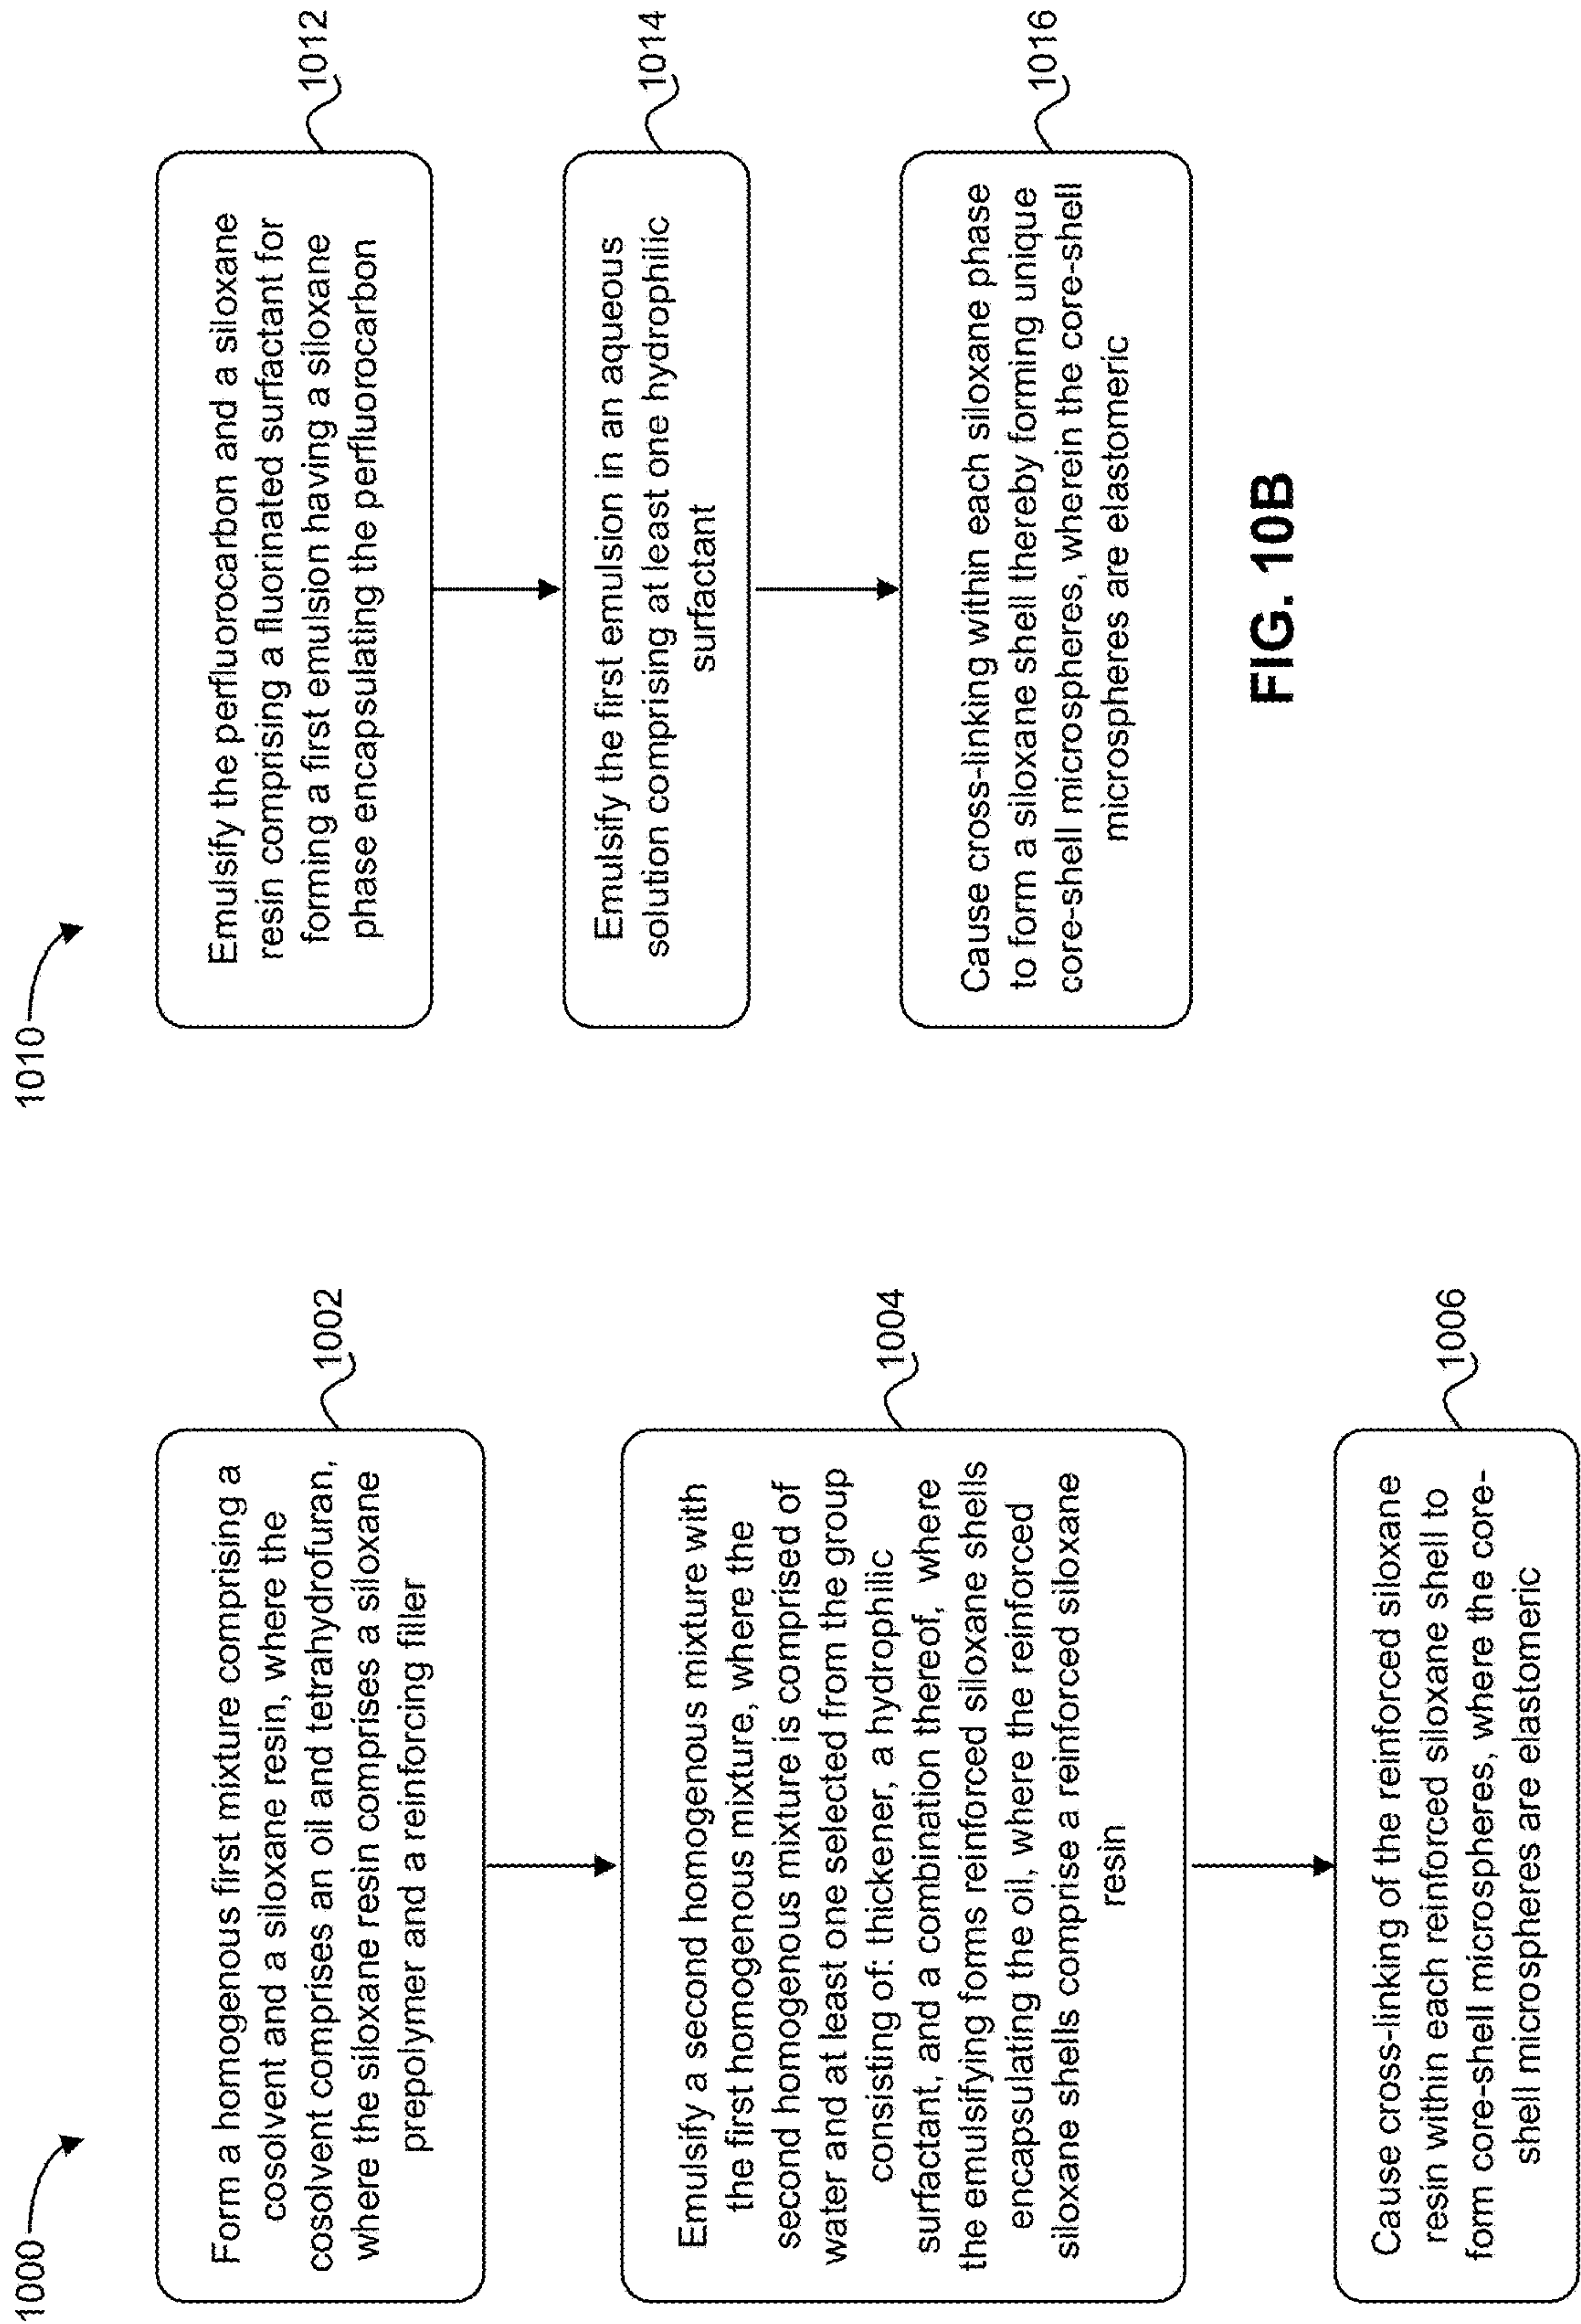 1000
Form a homogenous first mixture comprising a
cosolvent and a siloxane resin, where the
cosolvent comprises an oil and tetrahydrofuran,
where the siloxane resin comprises a siloxane
prepolymer and a reinforcing filler
1002
Emulsify a second homogenous mixture with
the first homogenous mixture, where the
second homogenous mixture is comprised of
water and at least one selected from the group
consisting of: thickener, a hydrophilic
surfactant, and a combination thereof, where
the emulsifying forms reinforced siloxane shells
encapsulating the oil, where the reinforced
siloxane shells comprise a reinforced siloxane
resin
1004
Cause cross-linking of the reinforced siloxane
resin within each reinforced siloxane shell to
form core-shell microspheres, where the core-
shell microspheres are elastomeric
1006
1010
Emulsify the perfluorocarbon and a siloxane
resin comprising a fluorinated surfactant for
forming a first emulsion having a siloxane
phase encapsulating the perfluorocarbon
1012
Emulsify the first emulsion in an aqueous
solution comprising at least one hydrophilic
surfactant
1014
Cause cross-linking within each siloxane phase
to form a siloxane shell thereby forming unique
core-shell microspheres, wherein the core-shell
microspheres are elastomeric
1016
FIG. 10B